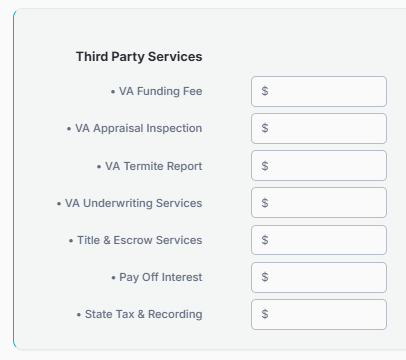 Third Party Services
• VA Funding Fee $
• VA Appraisal Inspection $
• VA Termite Report $
• VA Underwriting Services $
• Title & Escrow Services $
• Pay Off Interest $
• State Tax & Recording $